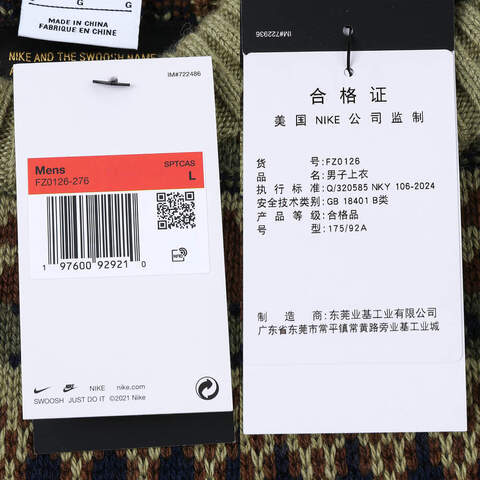 G G G
MADE IN CHINA
FABRIQUE EN CHINE
NIKE AND THE SWOOSH NAME
IM#722486
Mens
SPTCAS
FZ0126-276
L
1 97600 92921 0
RFID
NIKE nike.com
SWOOSH JUST DO IT ©2021 Nike
IM#722936
合格证
美国 NIKE 公司监制
货号:FZ0126
品名:男子上衣
执行标准:Q/320585 NKY 106-2024
安全技术类别:GB 18401 B类
产品等级:合格品
号型:175/92A
制造商:东莞业基工业有限公司
广东省东莞市常平镇常黄路旁业基工业城